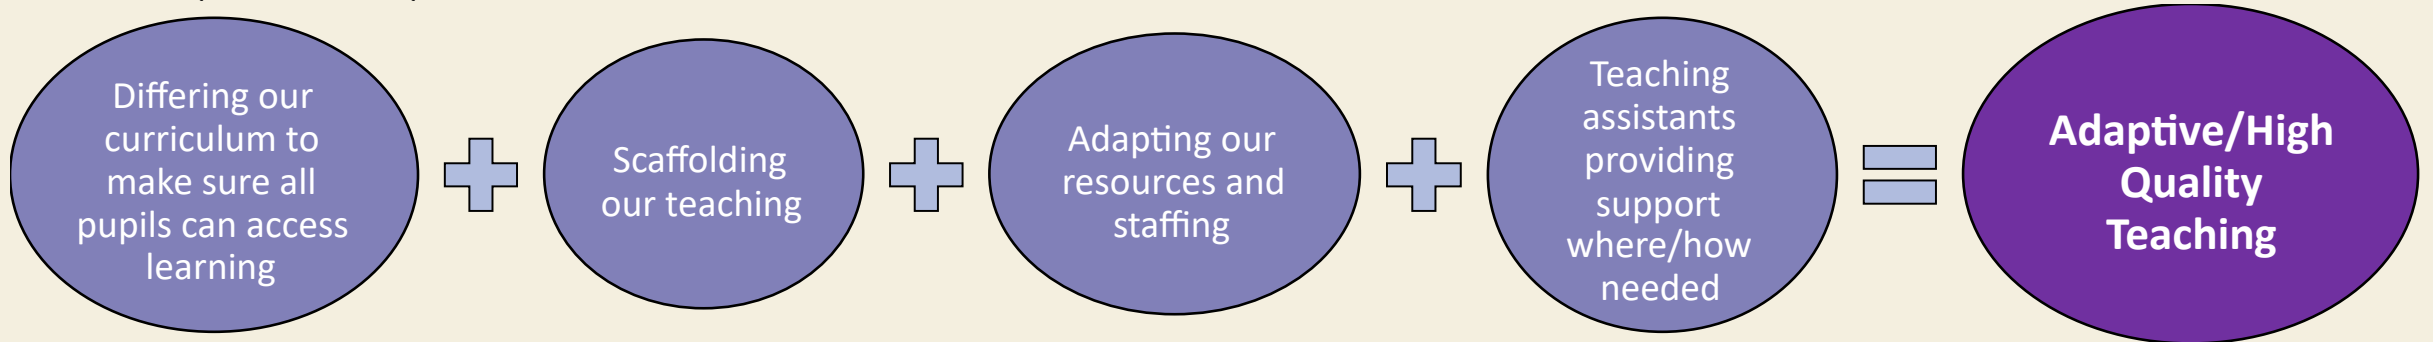 Differing our
curriculum to
make sure all
pupils can access
learning
Scaffolding
our teaching
Adapting our
resources and
staffing
Teaching
assistants
providing
support
where/how
needed
Adaptive/High
Quality
Teaching